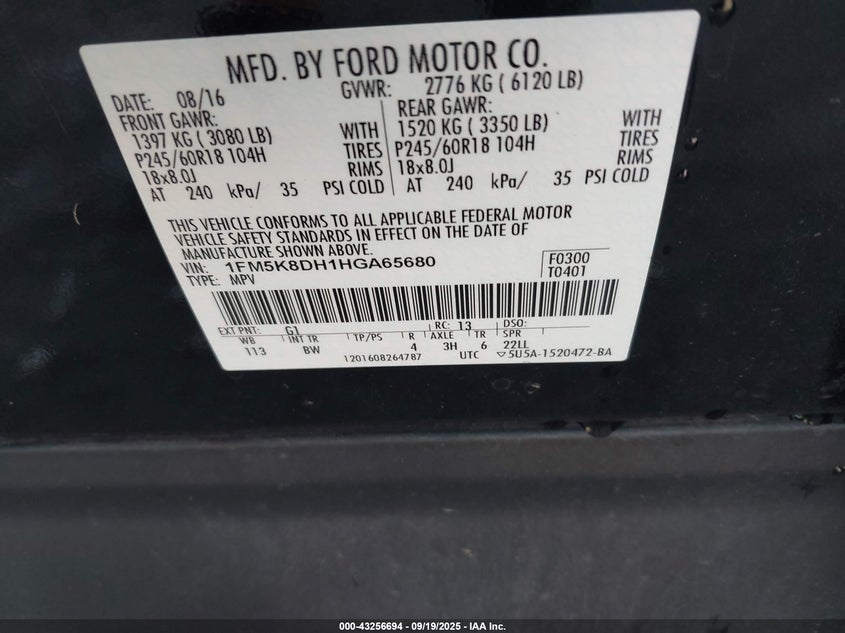 MFD. BY FORD MOTOR CO.
DATE: 08/16 GVWR: 2776 KG ( 6120 LB)
FRONT GAWR: REAR GAWR:
1397 KG ( 3080 LB) WITH 1520 KG ( 3350 LB) WITH
P245/60R18 104H TIRES P245/60R18 104H TIRES
18x8.0J RIMS 18x8.0J RIMS
AT 240 kPa/ 35 PSI COLD AT 240 kPa/ 35 PSI COLD
THIS VEHICLE CONFORMS TO ALL APPLICABLE FEDERAL MOTOR
VEHICLE SAFETY STANDARDS IN EFFECT ON THE DATE OF
MANUFACTURE SHOWN ABOVE.
VIN: 1FM5K8DH1HGA65680 F0300
TYPE: MPV T0401
EXT PNT: G1 RC: 13 DSO:
WB INT TR TP/PS R AXLE TR SPR
113 BW 4 3H 6 22LL
1201608264787 UTC ▽5U5A-1520472-BA
000-43256694 - 09/19/2025 - IAA Inc.